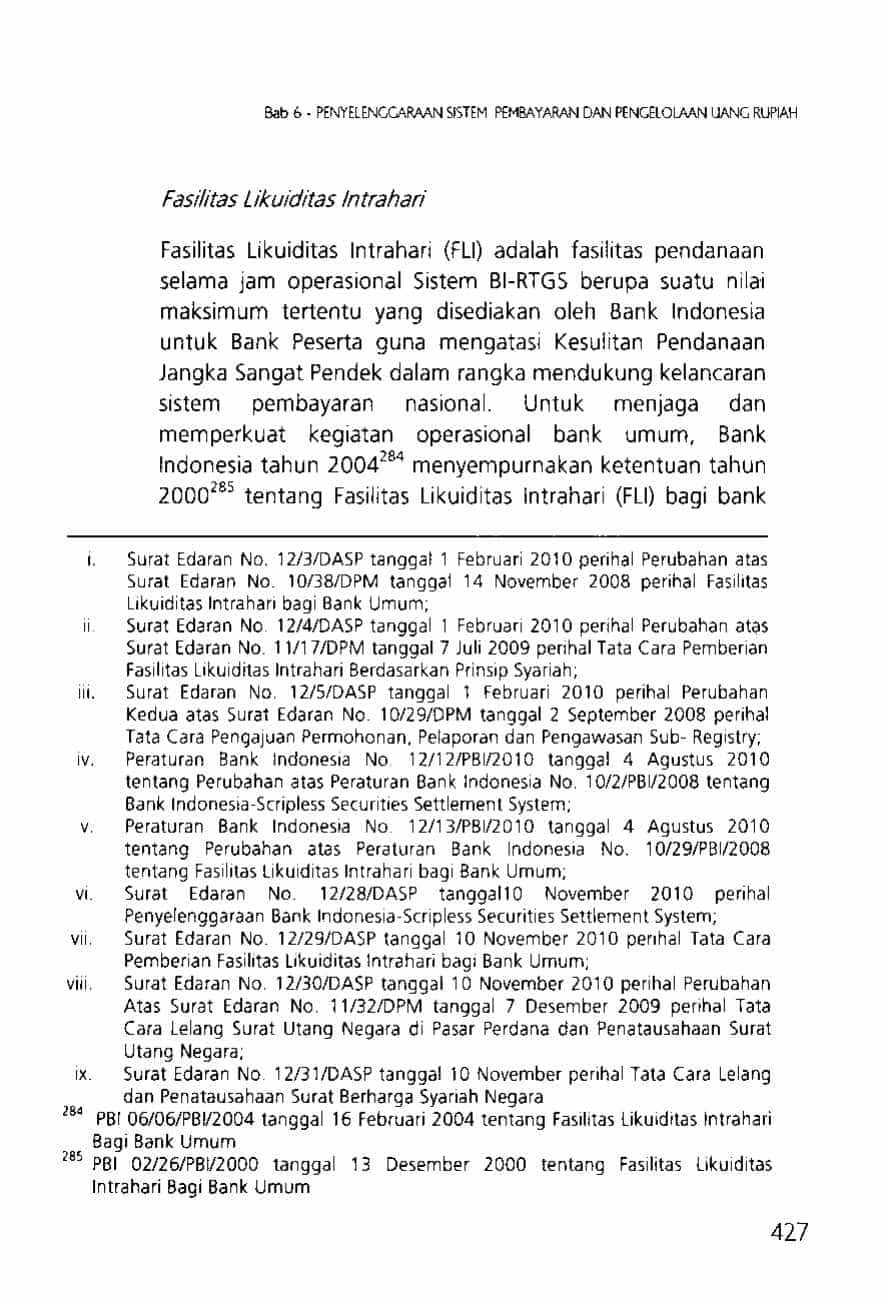 Bab 6 - PENYELENGGARAAN SISTEM PEMBAYARAN DAN PENGELOLAAN UANG RUPIAH
Fasilitas Likuiditas Intrahari
Fasilitas Likuiditas Intrahari (FLI) adalah fasilitas pendanaan
selama jam operasional Sistem BI-RTGS berupa suatu nilai
maksimum tertentu yang disediakan oleh Bank Indonesia
untuk Bank Peserta guna mengatasi Kesulitan Pendanaan
Jangka Sangat Pendek dalam rangka mendukung kelancaran
sistem pembayaran nasional. Untuk menjaga dan
memperkuat kegiatan operasional bank umum, Bank
Indonesia tahun 2004²⁸⁴ menyempurnakan ketentuan tahun
2000²⁸⁵ tentang Fasilitas Likuiditas Intrahari (FLI) bagi bank
i. Surat Edaran No. 12/3/DASP tanggal 1 Februari 2010 perihal Perubahan atas
Surat Edaran No. 10/38/DPM tanggal 14 November 2008 perihal Fasilitas
Likuiditas Intrahari bagi Bank Umum;
ii. Surat Edaran No. 12/4/DASP tanggal 1 Februari 2010 perihal Perubahan atas
Surat Edaran No. 11/17/DPM tanggal 7 Juli 2009 perihal Tata Cara Pemberian
Fasilitas Likuiditas Intrahari Berdasarkan Prinsip Syariah;
iii. Surat Edaran No. 12/5/DASP tanggal 1 Februari 2010 perihal Perubahan
Kedua atas Surat Edaran No. 10/29/DPM tanggal 2 September 2008 perihal
Tata Cara Pengajuan Permohonan, Pelaporan dan Pengawasan Sub- Registry;
iv. Peraturan Bank Indonesia No. 12/12/PBI/2010 tanggal 4 Agustus 2010
tentang Perubahan atas Peraturan Bank Indonesia No. 10/2/PBI/2008 tentang
Bank Indonesia-Scripless Securities Settlement System;
v. Peraturan Bank Indonesia No. 12/13/PBI/2010 tanggal 4 Agustus 2010
tentang Perubahan atas Peraturan Bank Indonesia No. 10/29/PBI/2008
tentang Fasilitas Likuiditas Intrahari bagi Bank Umum;
vi. Surat Edaran No. 12/28/DASP tanggal10 November 2010 perihal
Penyelenggaraan Bank Indonesia-Scripless Securities Settlement System;
vii. Surat Edaran No. 12/29/DASP tanggal 10 November 2010 perihal Tata Cara
Pemberian Fasilitas Likuiditas Intrahari bagi Bank Umum;
viii. Surat Edaran No. 12/30/DASP tanggal 10 November 2010 perihal Perubahan
Atas Surat Edaran No. 11/32/DPM tanggal 7 Desember 2009 perihal Tata
Cara Lelang Surat Utang Negara di Pasar Perdana dan Penatausahaan Surat
Utang Negara;
ix. Surat Edaran No. 12/31/DASP tanggal 10 November perihal Tata Cara Lelang
dan Penatausahaan Surat Berharga Syariah Negara
²⁸⁴ PBI 06/06/PBI/2004 tanggal 16 Februari 2004 tentang Fasilitas Likuiditas Intrahari
Bagi Bank Umum
²⁸⁵ PBI 02/26/PBI/2000 tanggal 13 Desember 2000 tentang Fasilitas Likuiditas
Intrahari Bagi Bank Umum
427